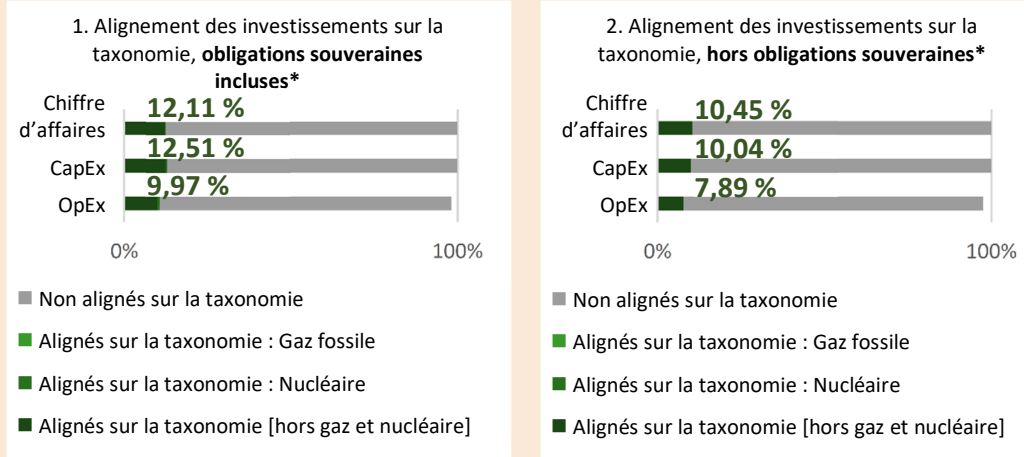 1. Alignement des investissements sur la
taxonomie, obligations souveraines
incluses*
Chiffre
d’affaires
12,11 %
CapEx
12,51 %
OpEx
9,97 %
0%
100%
Non alignés sur la taxonomie
Alignés sur la taxonomie : Gaz fossile
Alignés sur la taxonomie : Nucléaire
Alignés sur la taxonomie [hors gaz et nucléaire]
2. Alignement des investissements sur la
taxonomie, hors obligations souveraines*
Chiffre
d’affaires
10,45 %
CapEx
10,04 %
OpEx
7,89 %
0%
100%
Non alignés sur la taxonomie
Alignés sur la taxonomie : Gaz fossile
Alignés sur la taxonomie : Nucléaire
Alignés sur la taxonomie [hors gaz et nucléaire]